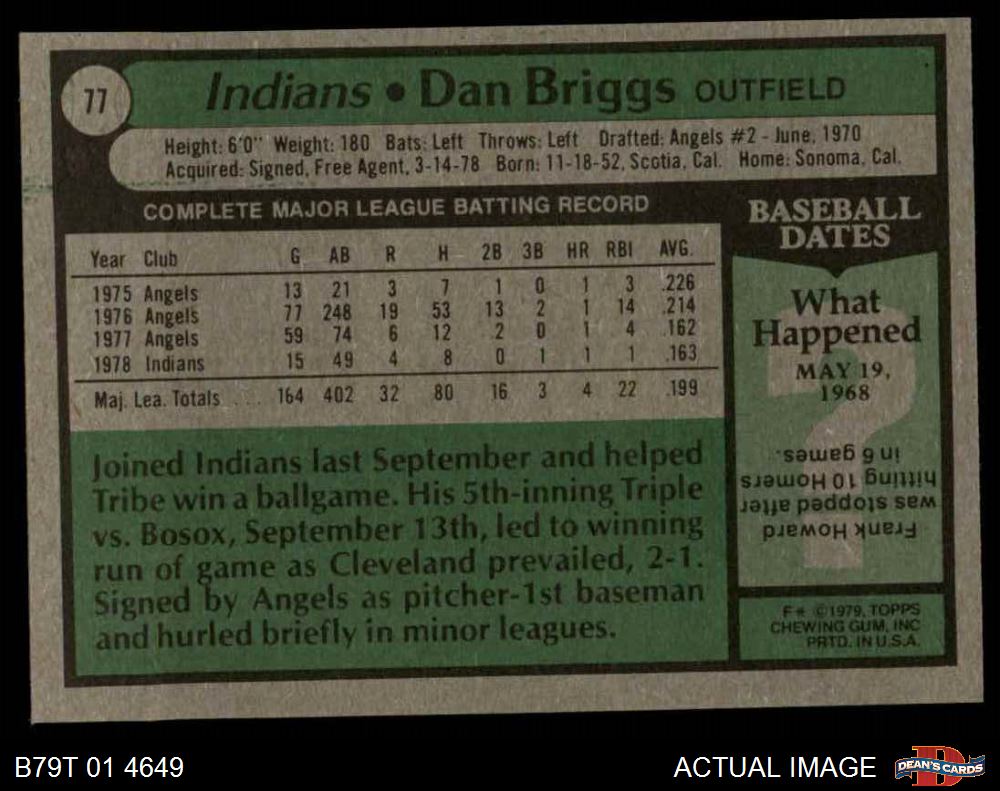 77
Indians • Dan Briggs OUTFIELD
Height: 6'0" Weight: 180 Bats: Left Throws: Left Drafted: Angels #2 - June, 1970
Acquired: Signed, Free Agent, 3-14-78 Born: 11-18-52, Scotia, Cal. Home: Sonoma, Cal.
COMPLETE MAJOR LEAGUE BATTING RECORD
Year Club G AB R H 2B 3B HR RBI AVG.
1975 Angels 13 21 3 7 1 0 1 3 .226
1976 Angels 77 248 19 53 13 2 1 14 .214
1977 Angels 59 74 6 12 2 0 1 4 .162
1978 Indians 15 49 4 8 0 1 1 1 .163
Maj. Lea. Totals .... 164 402 32 80 16 3 4 22 .199
Joined Indians last September and helped
Tribe win a ballgame. His 5th-inning Triple
vs. Bosox, September 13th, led to winning
run of game as Cleveland prevailed, 2-1.
Signed by Angels as pitcher-1st baseman
and hurled briefly in minor leagues.
BASEBALL
DATES
What
Happened
MAY 19,
1968
?
Frank Howard
was stopped after
hitting 10 Homers
in 6 games.
F* ©1979, TOPPS
CHEWING GUM, INC
PRTD. IN U.S.A.
B79T 01 4649
ACTUAL IMAGE
D
DEAN'S CARDS